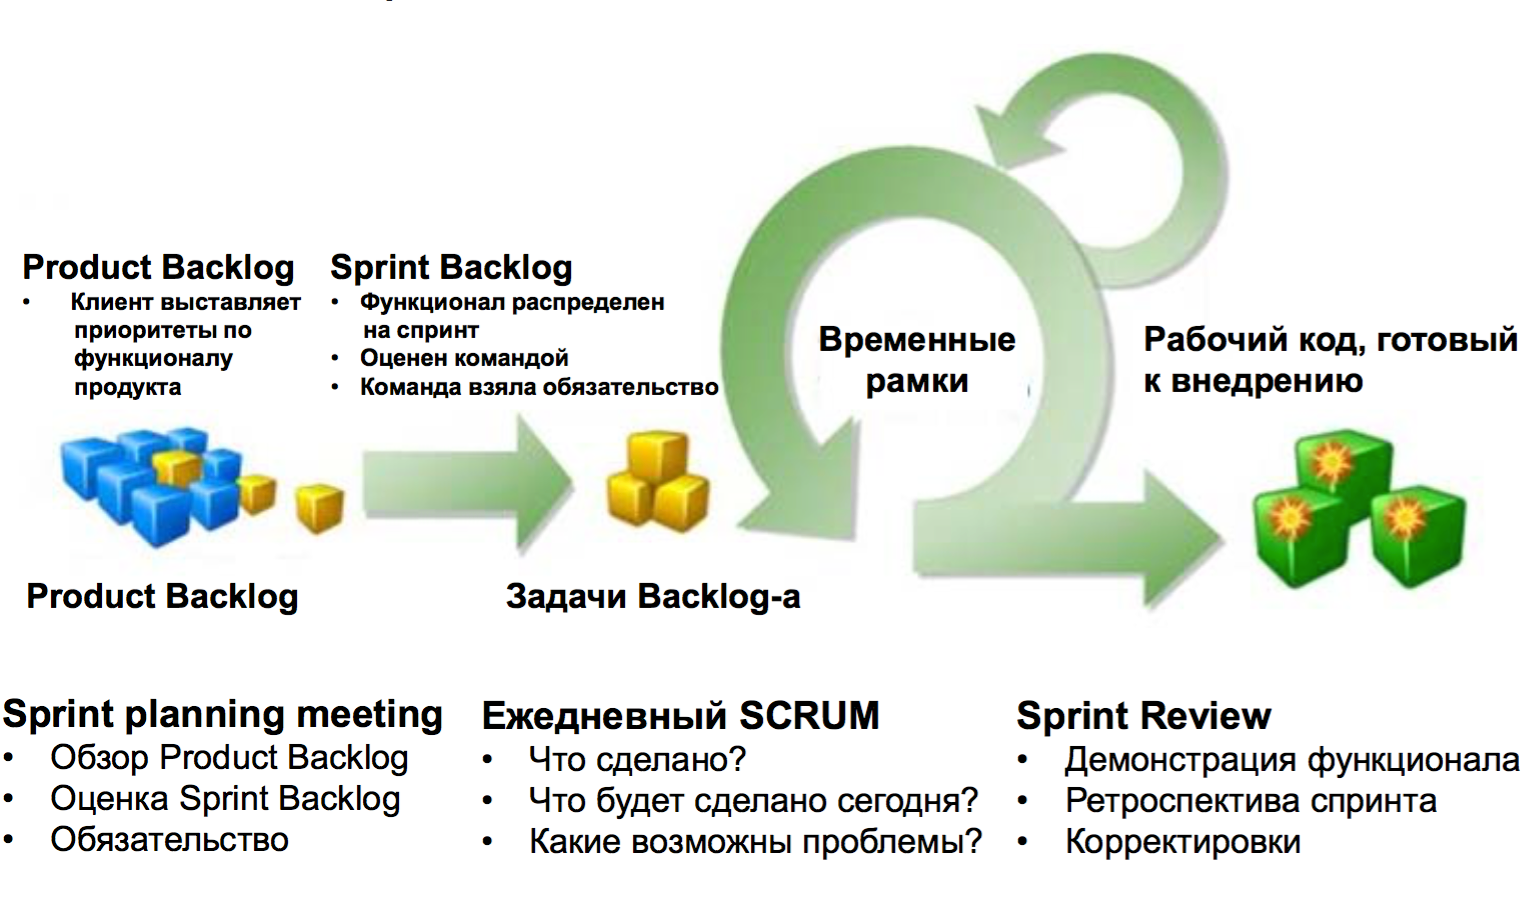 Product Backlog
• Клиент выставляет
приоритеты по
функционалу
продукта
Sprint Backlog
• Функционал распределен
на спринт
• Оценен командой
• Команда взяла обязательство
Временные
рамки
Рабочий код, готовый
к внедрению
Product Backlog
Задачи Backlog-а
Sprint planning meeting
• Обзор Product Backlog
• Оценка Sprint Backlog
• Обязательство
Ежедневный SCRUM
• Что сделано?
• Что будет сделано сегодня?
• Какие возможны проблемы?
Sprint Review
• Демонстрация функционала
• Ретроспектива спринта
• Корректировки